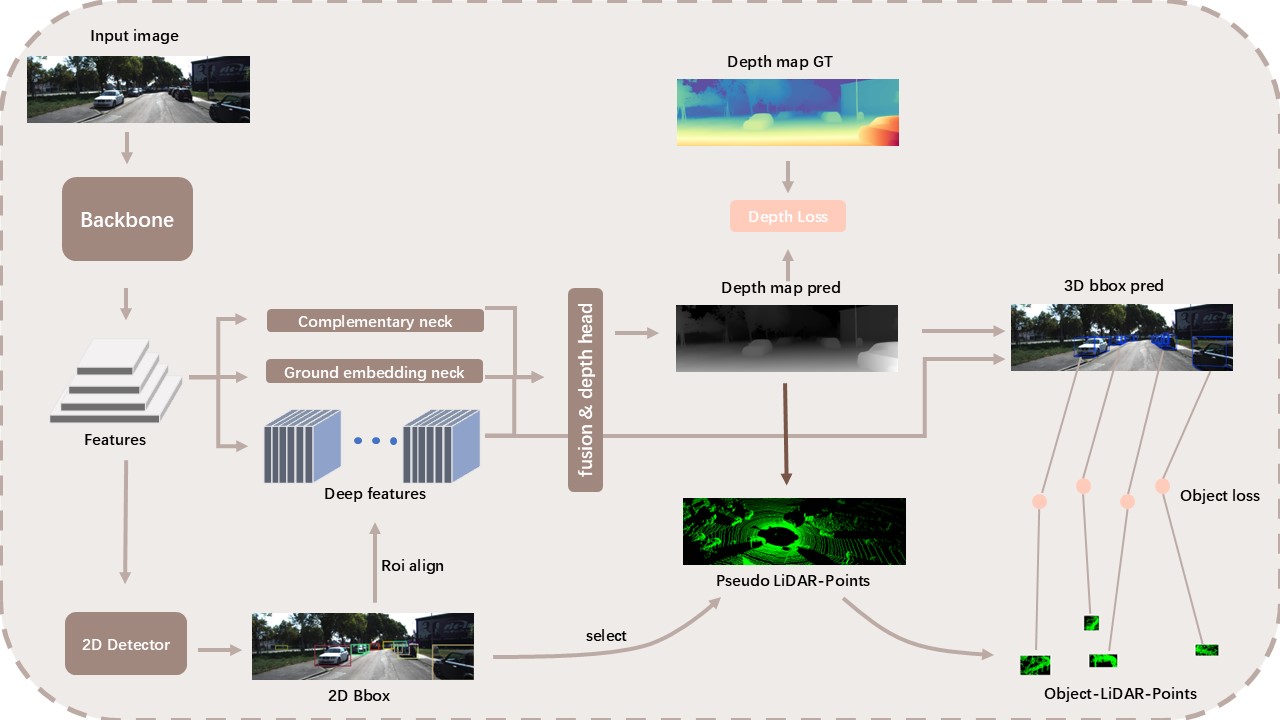 Input image
Depth map GT
Backbone
Depth Loss
Depth map pred
3D bbox pred
Complementary neck
Ground embedding neck
fusion & depth head
Features
Deep features
Object loss
Roi align
Pseudo LiDAR-Points
2D Detector
select
2D Bbox
Object-LiDAR-Points